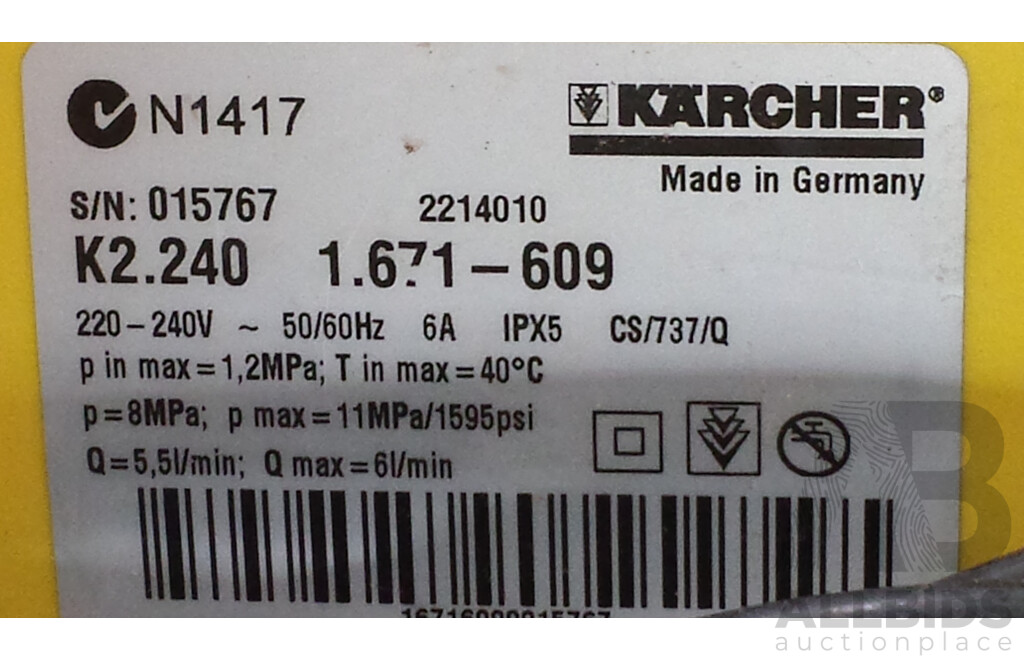 N1417
KÄRCHER®
Made in Germany
S/N: 015767 2214010
K2.240 1.671-609
220-240V ~ 50/60Hz 6A IPX5 CS/737/Q
p in max=1,2MPa; T in max=40°C
p=8MPa; p max=11MPa/1595psi
Q=5,5l/min; Q max=6l/min
ALLBIDS
auctionplace